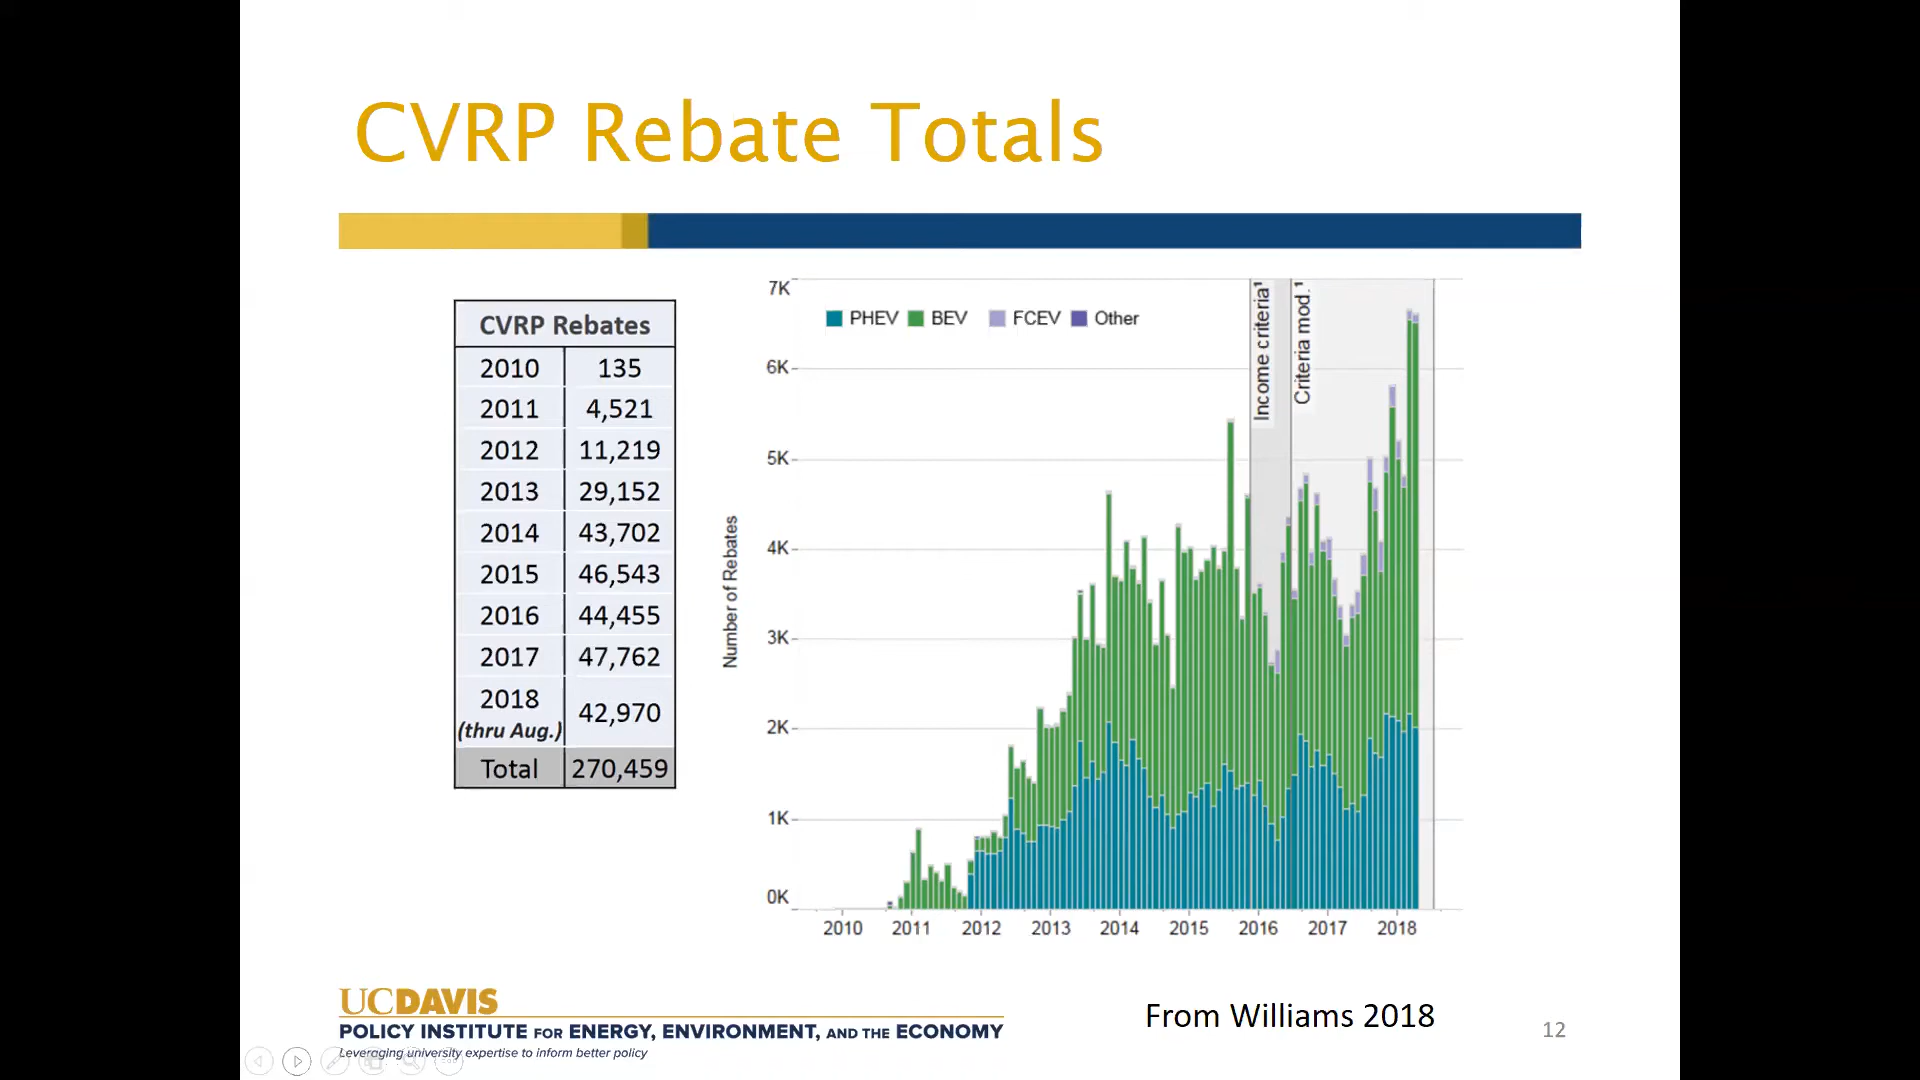 CVRP Rebate Totals
CVRP Rebates
2010 135
2011 4,521
2012 11,219
2013 29,152
2014 43,702
2015 46,543
2016 44,455
2017 47,762
2018 42,970
(thru Aug.)
Total 270,459
PHEV BEV FCEV Other
Income criteria¹
Criteria mod.¹
Number of Rebates
7K
6K
5K
4K
3K
2K
1K
0K
2010 2011 2012 2013 2014 2015 2016 2017 2018
UCDAVIS
POLICY INSTITUTE FOR ENERGY, ENVIRONMENT, AND THE ECONOMY
Leveraging university expertise to inform better policy
From Williams 2018
12